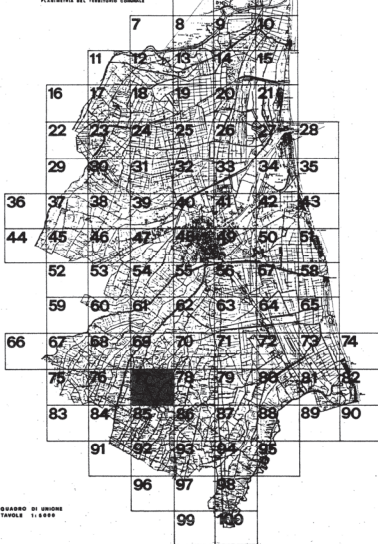 PLANIMETRIA DEL TERRITORIO COMUNALE
7 8 9 10
11 12 13 14 15
16 17 18 19 20 21
22 23 24 25 26 27 28
29 30 31 32 33 34 35
36 37 38 39 40 41 42 43
44 45 46 47 48 49 50 51
52 53 54 55 56 57 58
59 60 61 62 63 64 65
66 67 68 69 70 71 72 73 74
75 76 78 79 80 81 82
83 84 85 86 87 88 89 90
91 92 93 94 95
96 97 98
QUADRO DI UNIONE
TAVOLE 1:5000
99 100